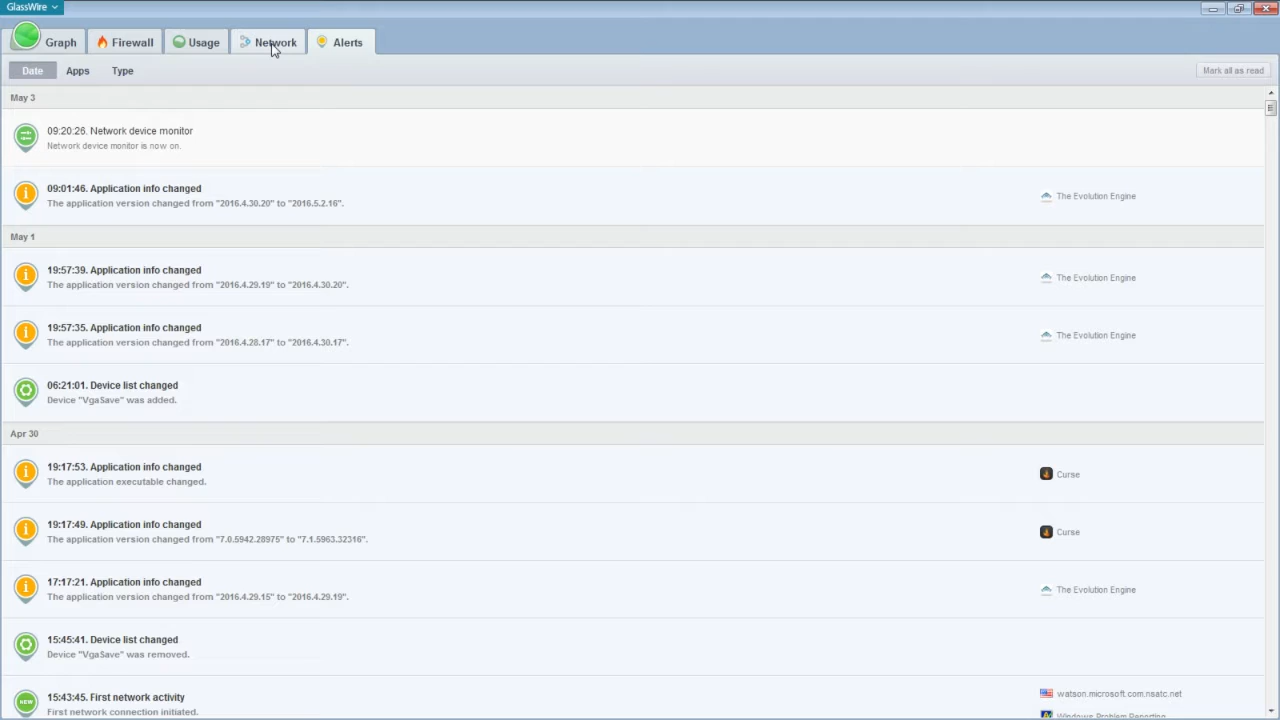 GlassWire
Graph
Firewall
Usage
Network
Alerts
Date
Apps
Type
Mark all as read
May 3
09:20:26. Network device monitor
Network device monitor is now on.
09:01:46. Application info changed
The application version changed from "2016.4.30.20" to "2016.5.2.16".
The Evolution Engine
May 1
19:57:39. Application info changed
The application version changed from "2016.4.29.19" to "2016.4.30.20".
The Evolution Engine
19:57:35. Application info changed
The application version changed from "2016.4.28.17" to "2016.4.30.17".
The Evolution Engine
06:21:01. Device list changed
Device "VgaSave" was added.
Apr 30
19:17:53. Application info changed
The application executable changed.
Curse
19:17:49. Application info changed
The application version changed from "7.0.5942.28975" to "7.1.5963.32316".
Curse
17:17:21. Application info changed
The application version changed from "2016.4.29.15" to "2016.4.29.19".
The Evolution Engine
15:45:41. Device list changed
Device "VgaSave" was removed.
NEW
15:43:45. First network activity
First network connection initiated.
watson.microsoft.com.nsatc.net
Windows Problem Reporting